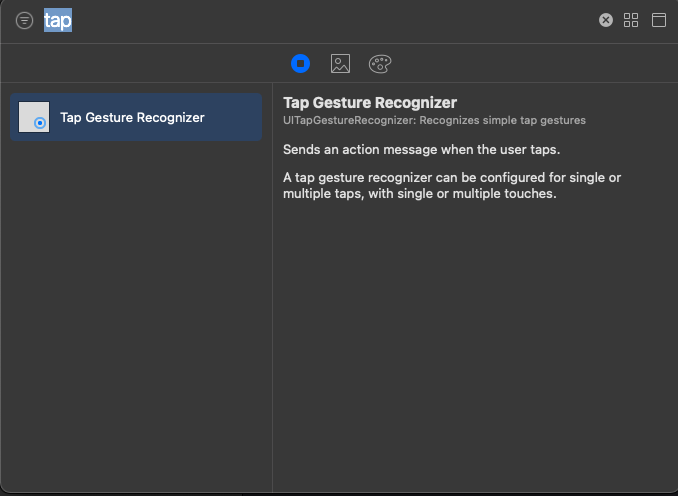 tap
Tap Gesture Recognizer
Tap Gesture Recognizer
UITapGestureRecognizer: Recognizes simple tap gestures
Sends an action message when the user taps.
A tap gesture recognizer can be configured for single or
multiple taps, with single or multiple touches.